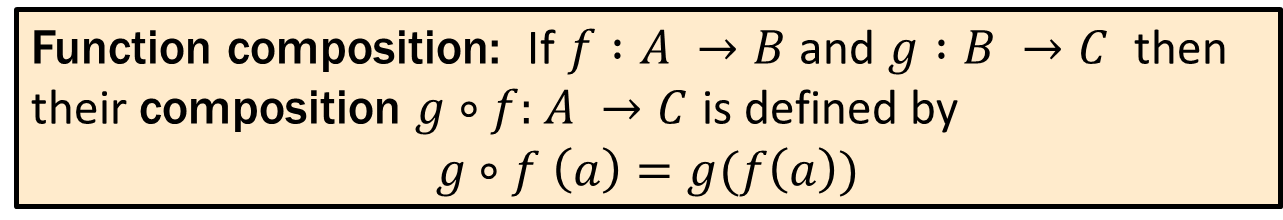 Function composition: If 𝑓 : 𝐴 → 𝐵 and 𝑔 : 𝐵 → 𝐶 then
their composition 𝑔 ∘ 𝑓: 𝐴 → 𝐶 is defined by
𝑔 ∘ 𝑓 (𝑎) = 𝑔(𝑓(𝑎))